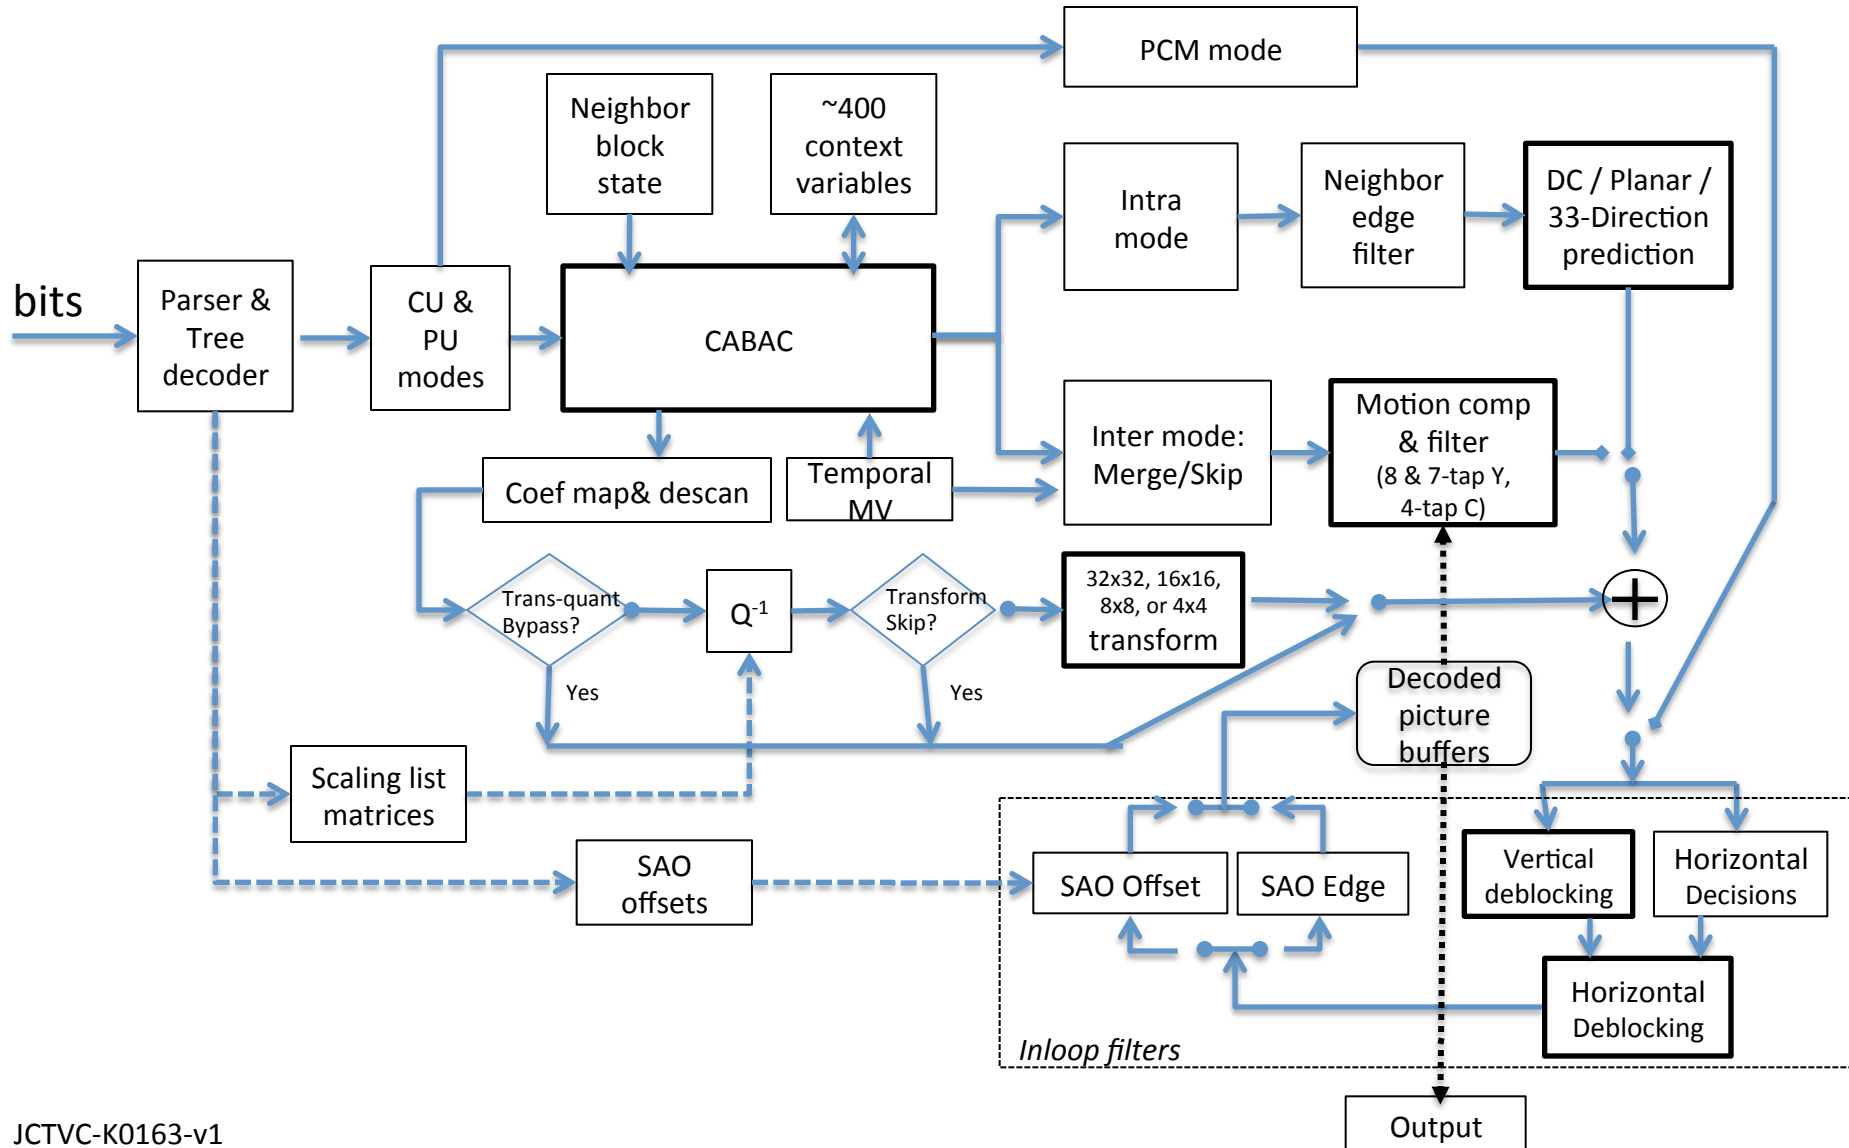 PCM mode
Neighbor
block
state
~400
context
variables
Intra
mode
Neighbor
edge
filter
DC / Planar /
33-Direction
prediction
bits
Parser &
Tree
decoder
CU &
PU
modes
CABAC
Inter mode:
Merge/Skip
Motion comp
& filter
(8 & 7-tap Y,
4-tap C)
Coef map& descan
Temporal
MV
Trans-quant
Bypass?
Q-1
Transform
Skip?
32x32, 16x16,
8x8, or 4x4
transform
Yes
Yes
Decoded
picture
buffers
Scaling list
matrices
SAO
offsets
SAO Offset
SAO Edge
Vertical
deblocking
Horizontal
Decisions
Horizontal
Deblocking
Inloop filters
Output
JCTVC-K0163-v1